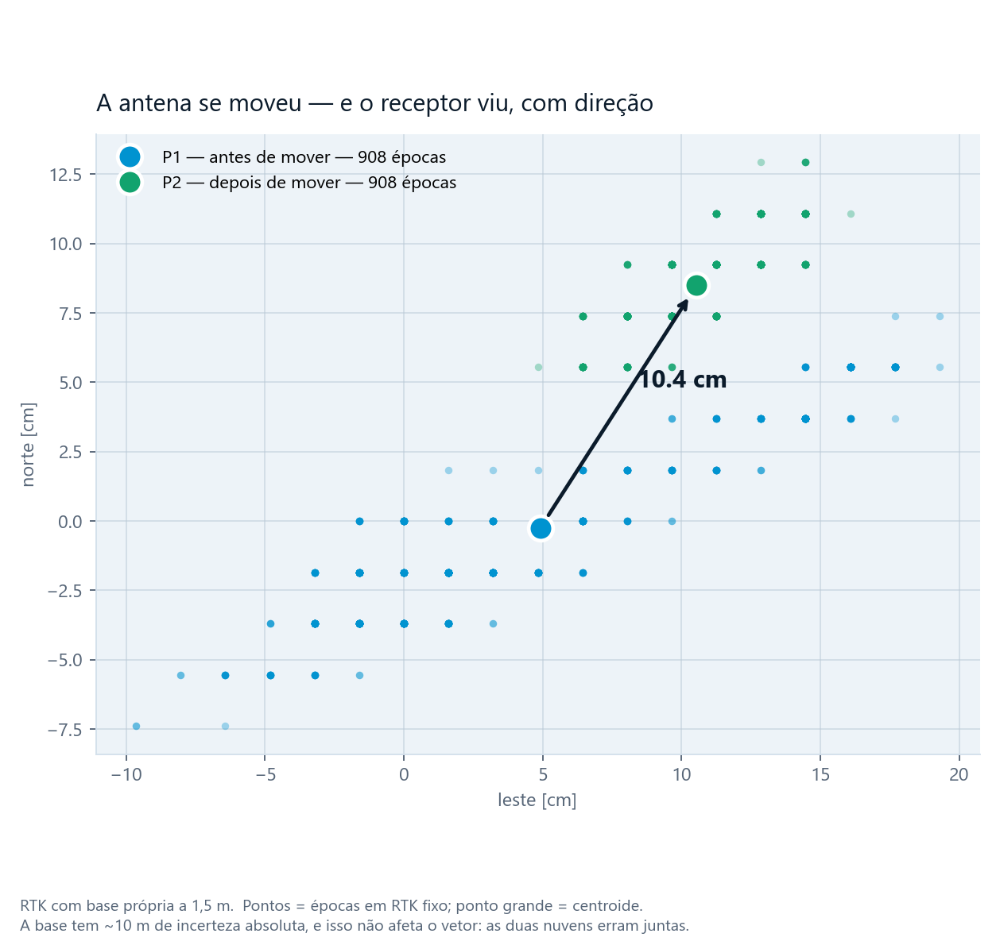 A antena se moveu — e o receptor viu, com direção
P1 — antes de mover — 908 épocas
P2 — depois de mover — 908 épocas
12.5
10.0
7.5
5.0
2.5
0.0
−2.5
−5.0
−7.5
norte [cm]
10.4 cm
−10
−5
0
5
10
15
20
leste [cm]
RTK com base própria a 1,5 m.  Pontos = épocas em RTK fixo; ponto grande = centroide.
A base tem ~10 m de incerteza absoluta, e isso não afeta o vetor: as duas nuvens erram juntas.